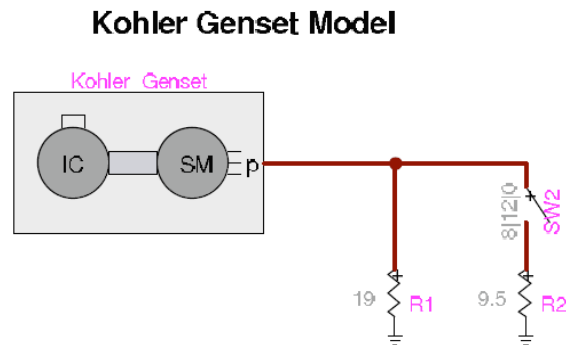 Kohler Genset Model
Kohler Genset
IC
SM
p
8|12|0
SW2
19
R1
9.5
R2